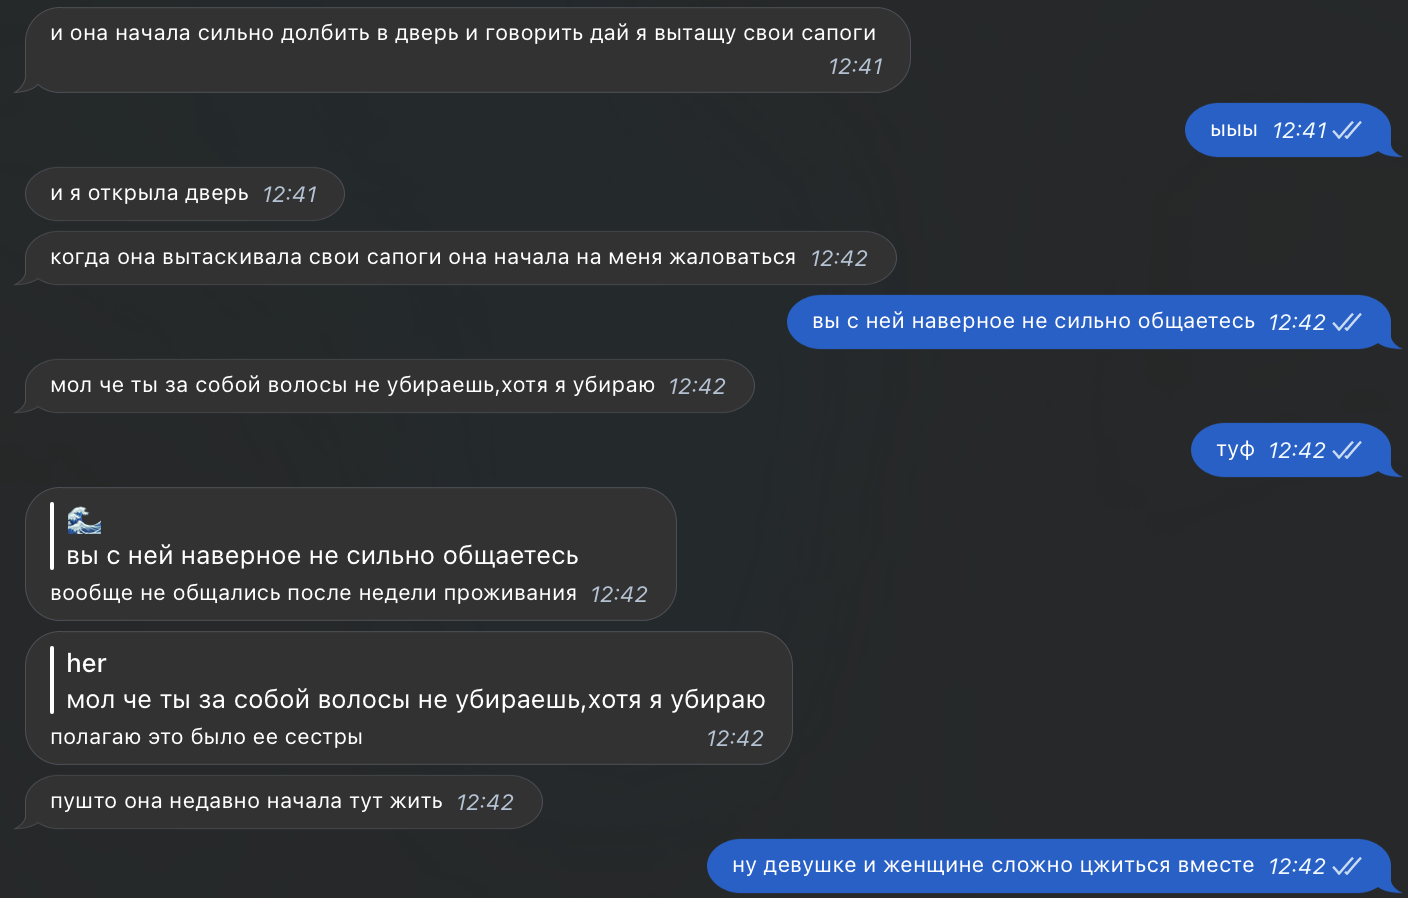 и она начала сильно долбить в дверь и говорить дай я вытащу свои сапоги
12:41
ыыы 12:41
и я открыла дверь 12:41
когда она вытаскивала свои сапоги она начала на меня жаловаться 12:42
вы с ней наверное не сильно общаетесь 12:42
мол че ты за собой волосы не убираешь,хотя я убираю 12:42
туф 12:42
🌊
вы с ней наверное не сильно общаетесь
вообще не общались после недели проживания 12:42
her
мол че ты за собой волосы не убираешь,хотя я убираю
полагаю это было ее сестры 12:42
пушто она недавно начала тут жить 12:42
ну девушке и женщине сложно цжиться вместе 12:42